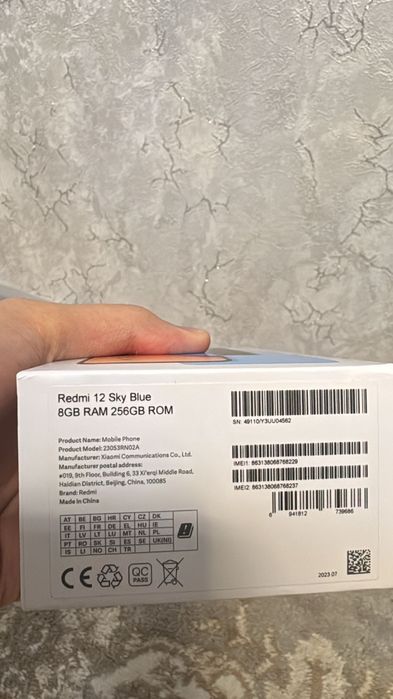 Redmi 12 Sky Blue
8GB RAM 256GB ROM
Product Name: Mobile Phone
Product Model: 23053RN02A
Manufacturer: Xiaomi Communications Co., Ltd.
Manufacturer postal address:
#019, 9th Floor, Building 6, 33 Xi'erqi Middle Road,
Haidian District, Beijing, China, 100085
Brand: Redmi
Made in China
AT BE BG HR CY CZ DK
EE FI FR DE EL HU IE
IT LV LT LU MT NL PL
PT RO SK SI ES SE UK(NI)
IS LI NO CH TR
CE
QC
PASS
SN: 49110/Y3UU04562
IMEI1: 863138068768229
IMEI2: 863138068768237
6 941812 739686
2023.07